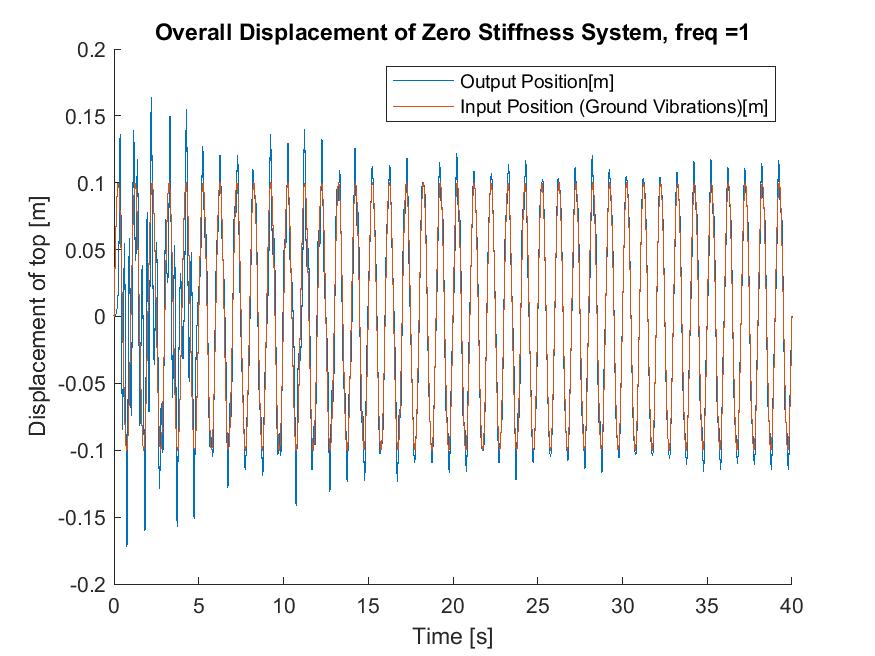 Overall Displacement of Zero Stiffness System, freq =1
Output Position[m]
Input Position (Ground Vibrations)[m]
Displacement of top [m]
0.2
0.15
0.1
0.05
0
-0.05
-0.1
-0.15
-0.2
0 5 10 15 20 25 30 35 40
Time [s]